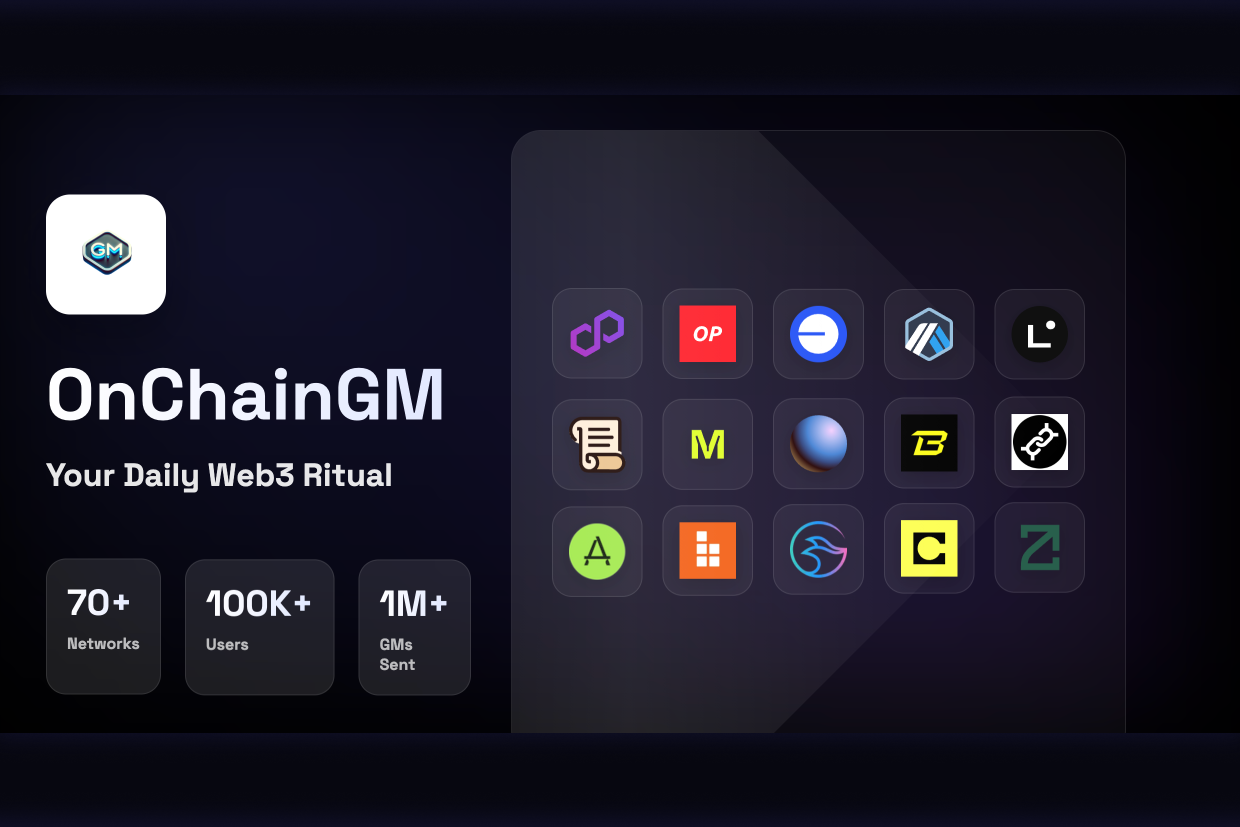 GM
OnChainGM
Your Daily Web3 Ritual
70+
Networks
100K+
Users
1M+
GMs
Sent
OP
L
M
B
A
C
Z